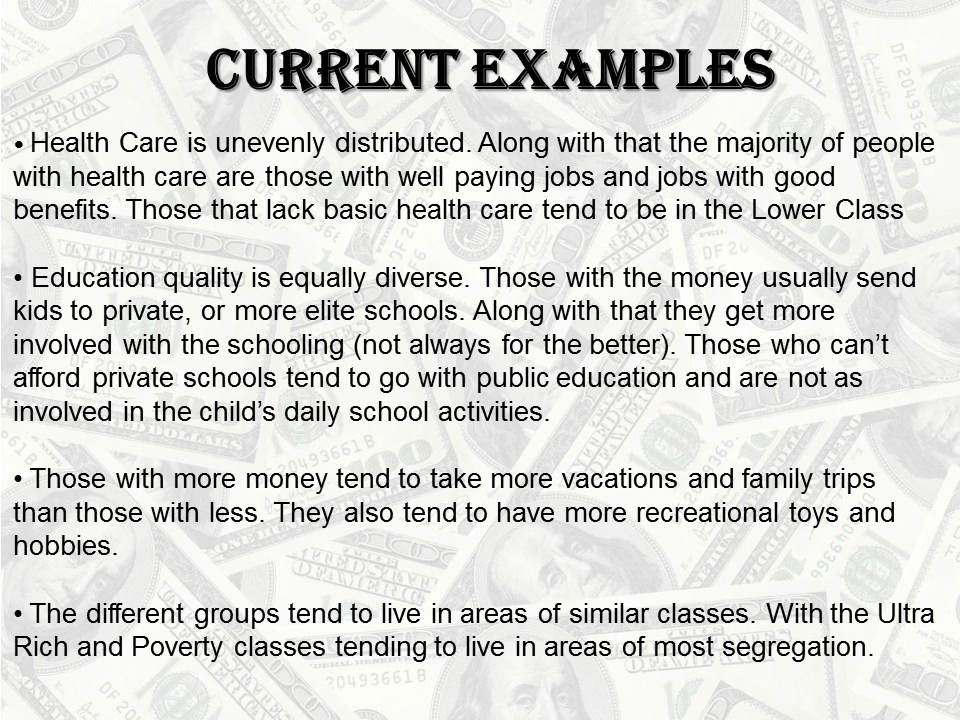 CURRENT EXAMPLES
• Health Care is unevenly distributed. Along with that the majority of people
with health care are those with well paying jobs and jobs with good
benefits. Those that lack basic health care tend to be in the Lower Class
• Education quality is equally diverse. Those with the money usually send
kids to private, or more elite schools. Along with that they get more
involved with the schooling (not always for the better). Those who can’t
afford private schools tend to go with public education and are not as
involved in the child’s daily school activities.
• Those with more money tend to take more vacations and family trips
than those with less. They also tend to have more recreational toys and
hobbies.
• The different groups tend to live in areas of similar classes. With the Ultra
Rich and Poverty classes tending to live in areas of most segregation.